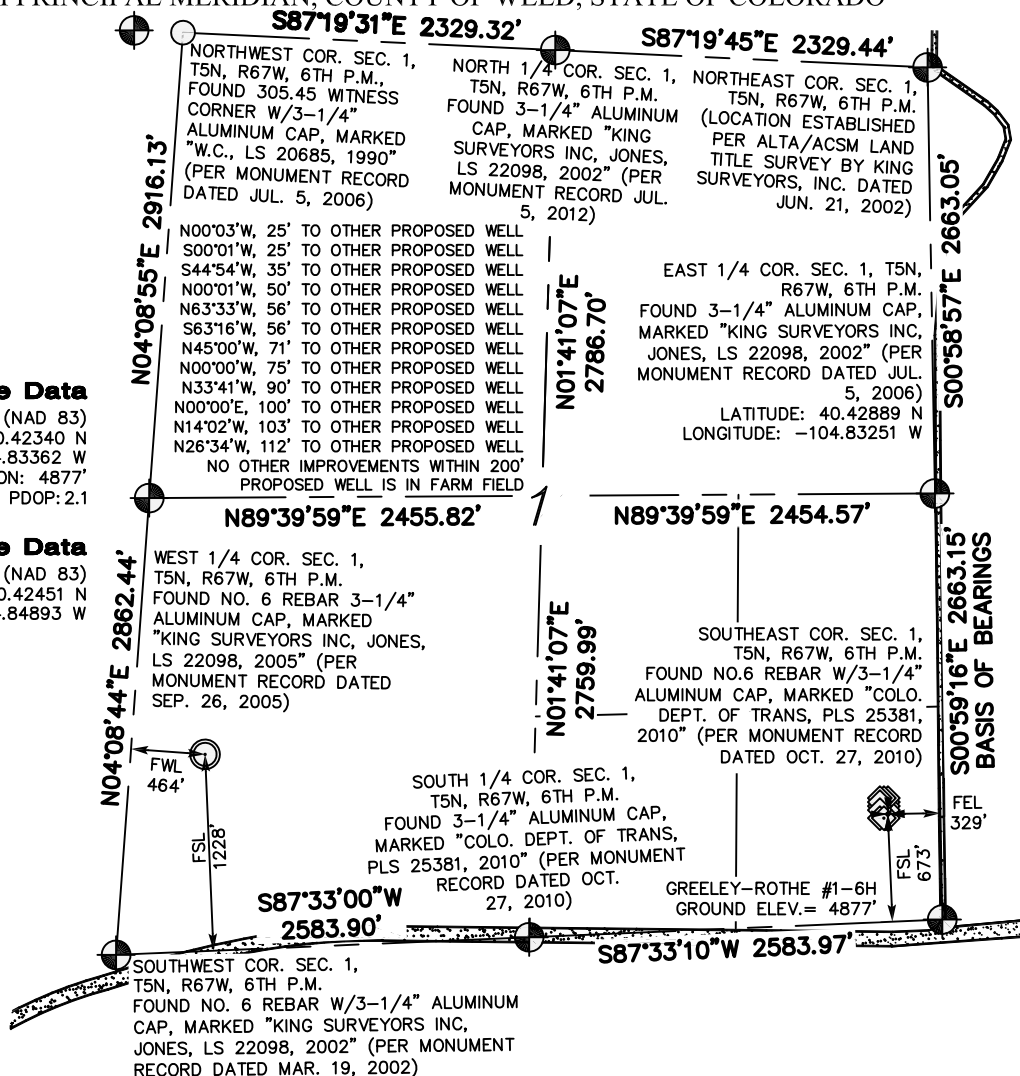 PRINCIPAL MERIDIAN, COUNTY OF WELD, STATE OF COLORADO
S87°19'31"E 2329.32'
S87°19'45"E 2329.44'
NORTHWEST COR. SEC. 1,
T5N, R67W, 6TH P.M.,
FOUND 305.45 WITNESS
CORNER W/3-1/4"
ALUMINUM CAP, MARKED
"W.C., LS 20685, 1990"
(PER MONUMENT RECORD
DATED JUL. 5, 2006)
NORTH 1/4 COR. SEC. 1,
T5N, R67W, 6TH P.M.
FOUND 3-1/4" ALUMINUM
CAP, MARKED "KING
SURVEYORS INC, JONES,
LS 22098, 2002" (PER
MONUMENT RECORD JUL.
5, 2012)
NORTHEAST COR. SEC. 1,
T5N, R67W, 6TH P.M.
(LOCATION ESTABLISHED
PER ALTA/ACSM LAND
TITLE SURVEY BY KING
SURVEYORS, INC. DATED
JUN. 21, 2002)
N04°08'55"E 2916.13'
S00°58'57"E 2663.05'
N00°03'W, 25' TO OTHER PROPOSED WELL
S00°01'W, 25' TO OTHER PROPOSED WELL
S44°54'W, 35' TO OTHER PROPOSED WELL
N00°01'W, 50' TO OTHER PROPOSED WELL
N63°33'W, 56' TO OTHER PROPOSED WELL
S63°16'W, 56' TO OTHER PROPOSED WELL
N45°00'W, 71' TO OTHER PROPOSED WELL
N00°00'W, 75' TO OTHER PROPOSED WELL
N33°41'W, 90' TO OTHER PROPOSED WELL
N00°00'E, 100' TO OTHER PROPOSED WELL
N14°02'W, 103' TO OTHER PROPOSED WELL
N26°34'W, 112' TO OTHER PROPOSED WELL
NO OTHER IMPROVEMENTS WITHIN 200'
PROPOSED WELL IS IN FARM FIELD
N01°41'07"E
2786.70'
EAST 1/4 COR. SEC. 1, T5N,
R67W, 6TH P.M.
FOUND 3-1/4" ALUMINUM CAP,
MARKED "KING SURVEYORS INC,
JONES, LS 22098, 2002" (PER
MONUMENT RECORD DATED JUL.
5, 2006)
LATITUDE: 40.42889 N
LONGITUDE: -104.83251 W
e Data
(NAD 83)
0.42340 N
.83362 W
ON: 4877'
PDOP:2.1
N89°39'59"E 2455.82'
1
N89°39'59"E 2454.57'
e Data
(NAD 83)
0.42451 N
.84893 W
N04°08'44"E 2862.44'
WEST 1/4 COR. SEC. 1,
T5N, R67W, 6TH P.M.
FOUND NO. 6 REBAR 3-1/4"
ALUMINUM CAP, MARKED
"KING SURVEYORS INC, JONES,
LS 22098, 2005" (PER
MONUMENT RECORD DATED
SEP. 26, 2005)
N01°41'07"E
2759.99'
SOUTHEAST COR. SEC. 1,
T5N, R67W, 6TH P.M.
FOUND NO.6 REBAR W/3-1/4"
ALUMINUM CAP, MARKED "COLO.
DEPT. OF TRANS, PLS 25381,
2010" (PER MONUMENT RECORD
DATED OCT. 27, 2010)
S00°59'16"E 2663.15'
BASIS OF BEARINGS
FWL
464'
FSL
1228'
SOUTH 1/4 COR. SEC. 1,
T5N, R67W, 6TH P.M.
FOUND 3-1/4" ALUMINUM CAP,
MARKED "COLO. DEPT. OF TRANS,
PLS 25381, 2010" (PER MONUMENT
RECORD DATED OCT.
27, 2010)
FEL
329'
FSL
673'
GREELEY-ROTHE #1-6H
GROUND ELEV.= 4877'
S87°33'00"W
2583.90'
S87°33'10"W 2583.97'
SOUTHWEST COR. SEC. 1,
T5N, R67W, 6TH P.M.
FOUND NO. 6 REBAR W/3-1/4" ALUMINUM
CAP, MARKED "KING SURVEYORS INC,
JONES, LS 22098, 2002" (PER MONUMENT
RECORD DATED MAR. 19, 2002)